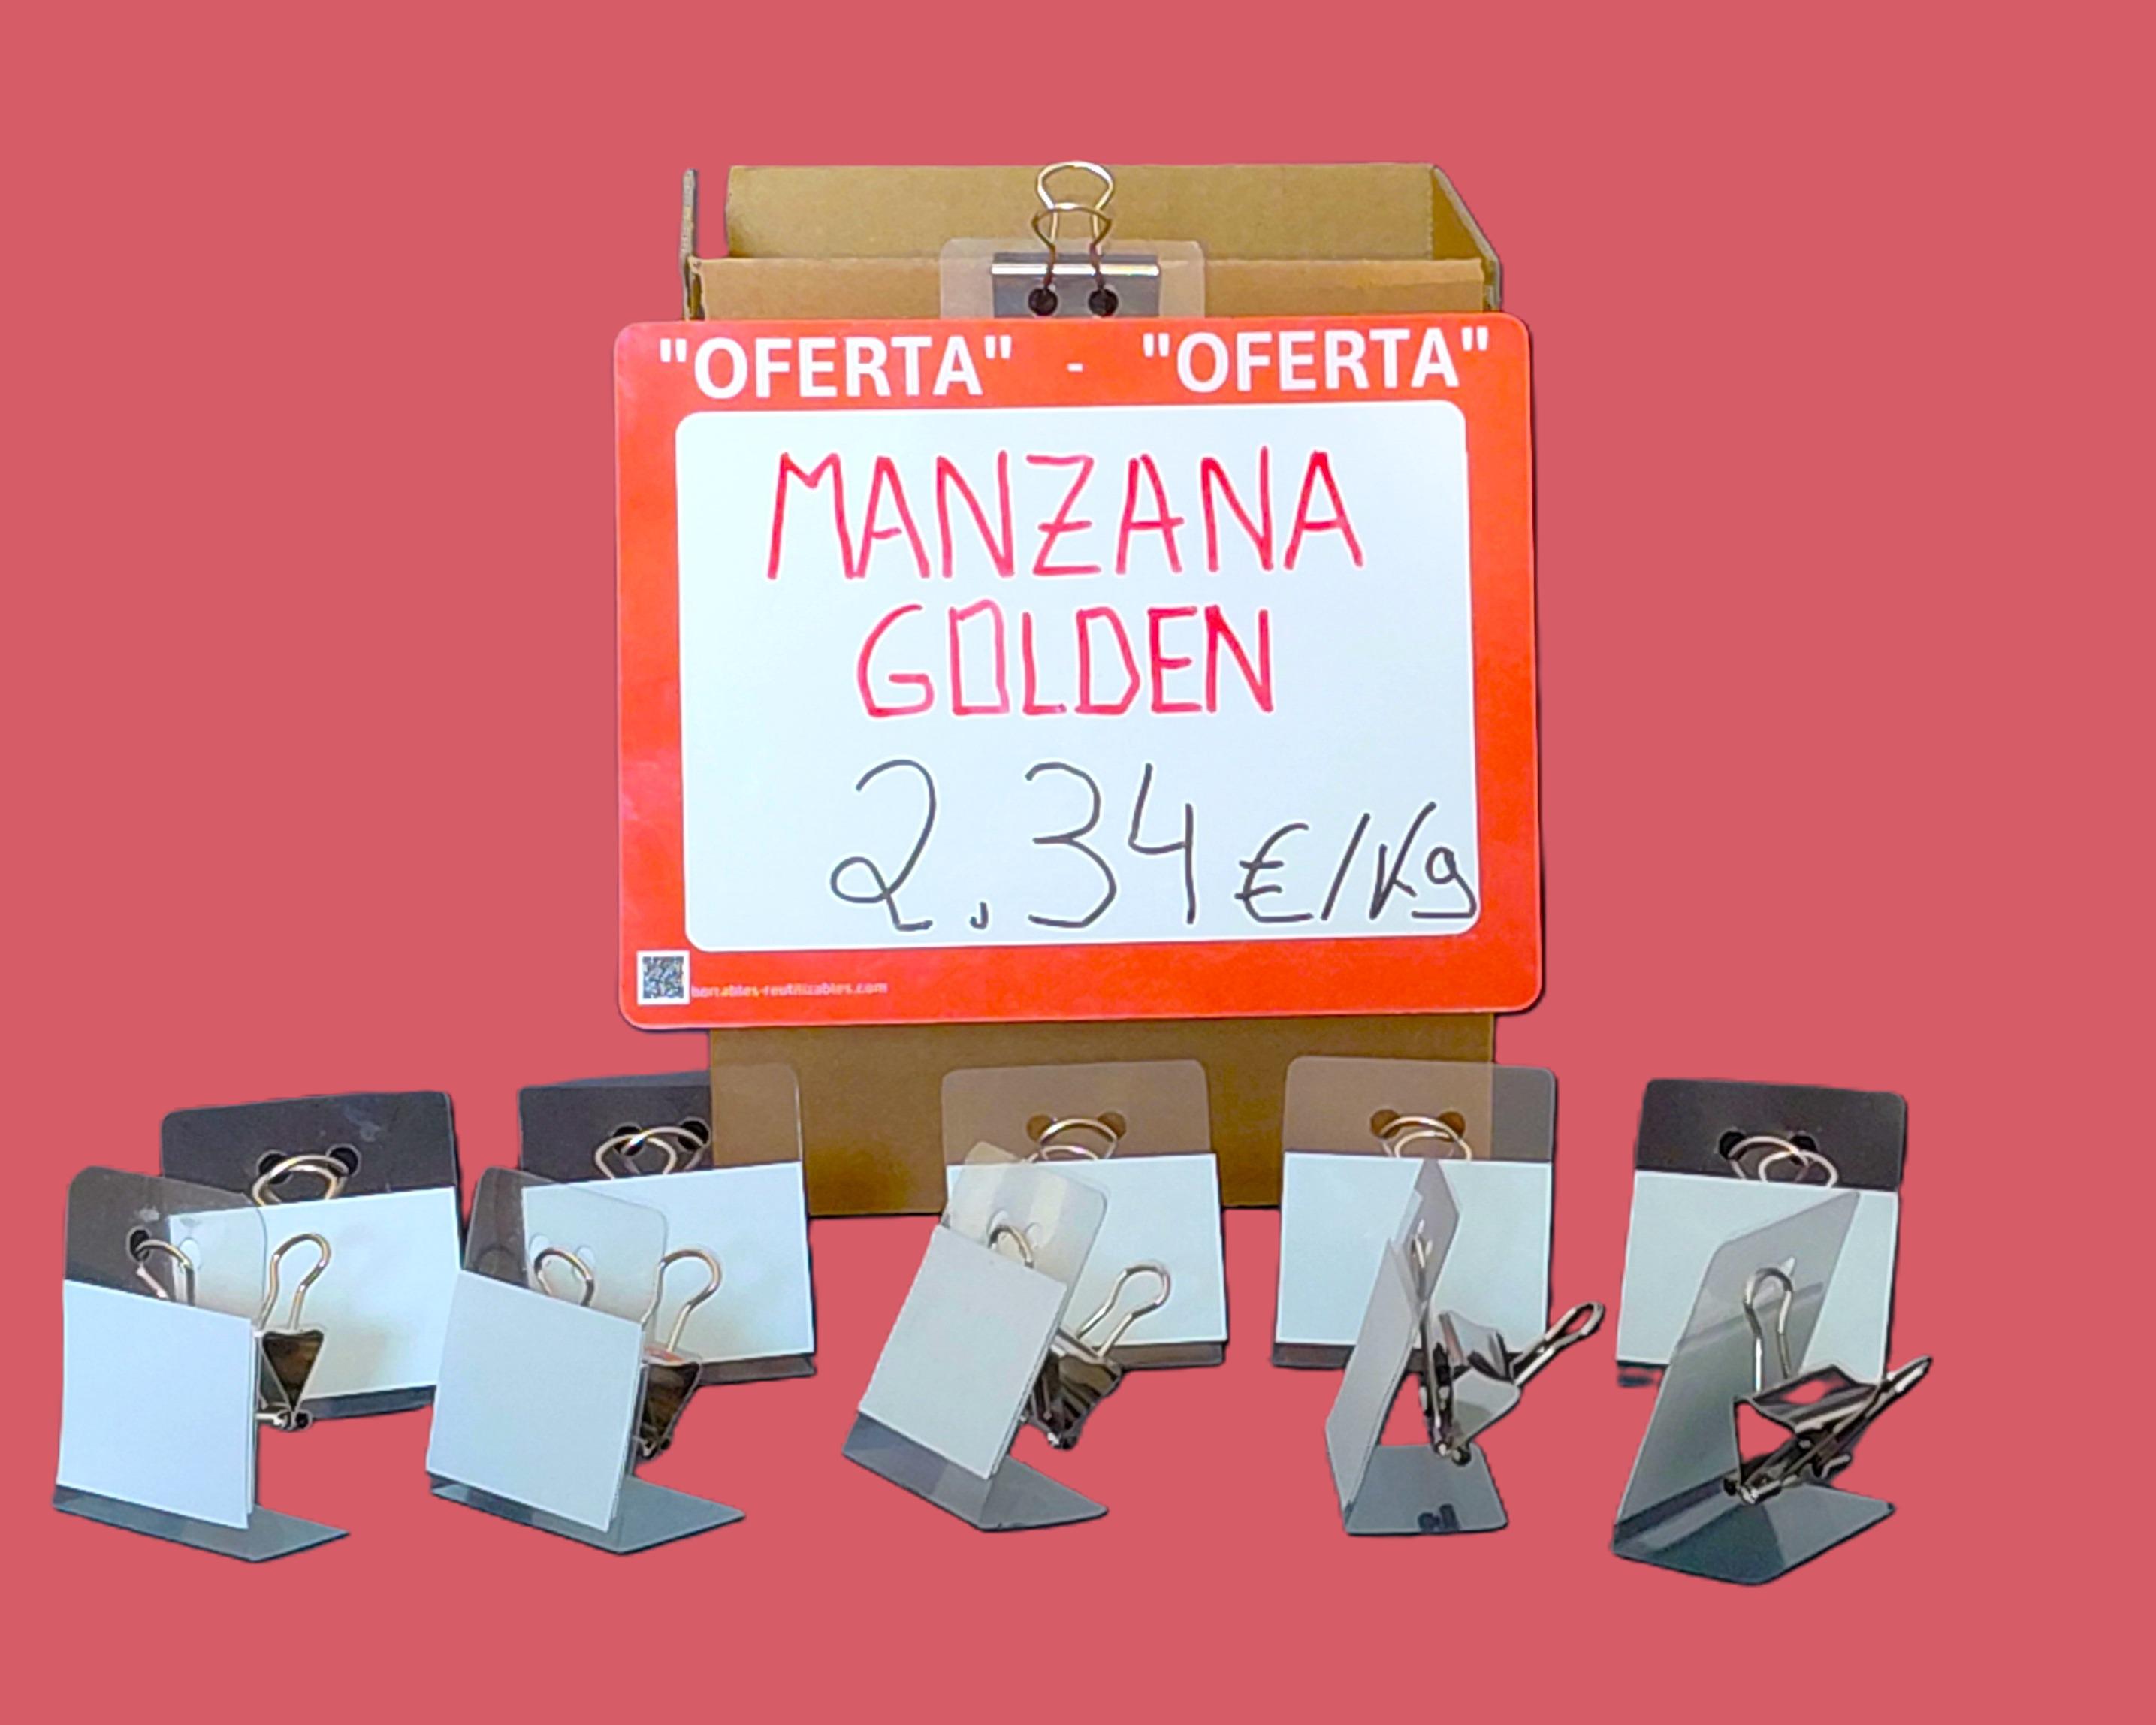 "OFERTA" - "OFERTA"
MANZANA
GOLDEN
2.34 €/Kg
borrables-reutilizables.com